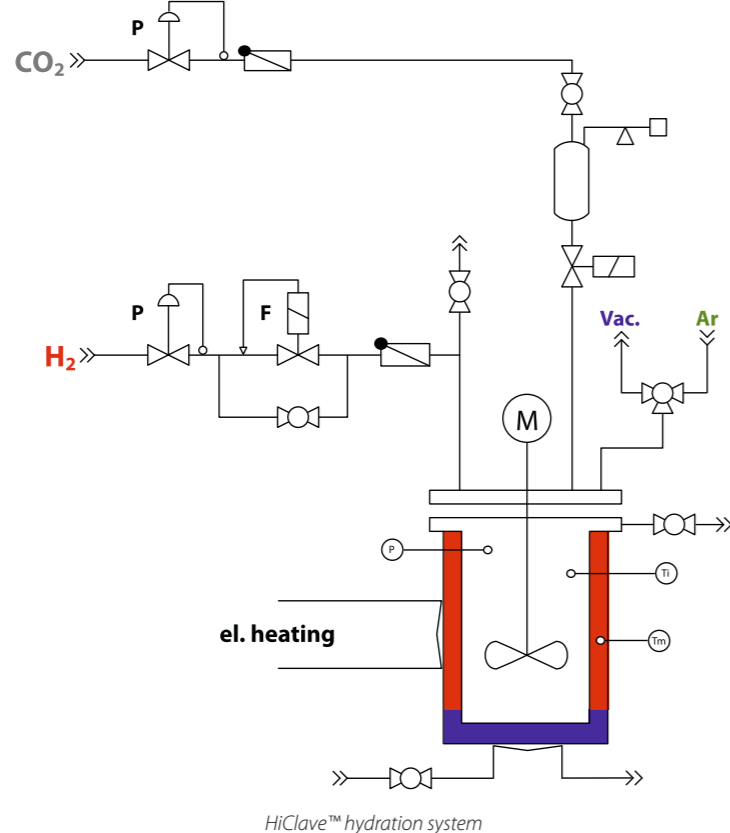 P
CO₂
P
F
H₂
Vac.
Ar
M
P
Ti
el. heating
Tm
HiClave™ hydration system